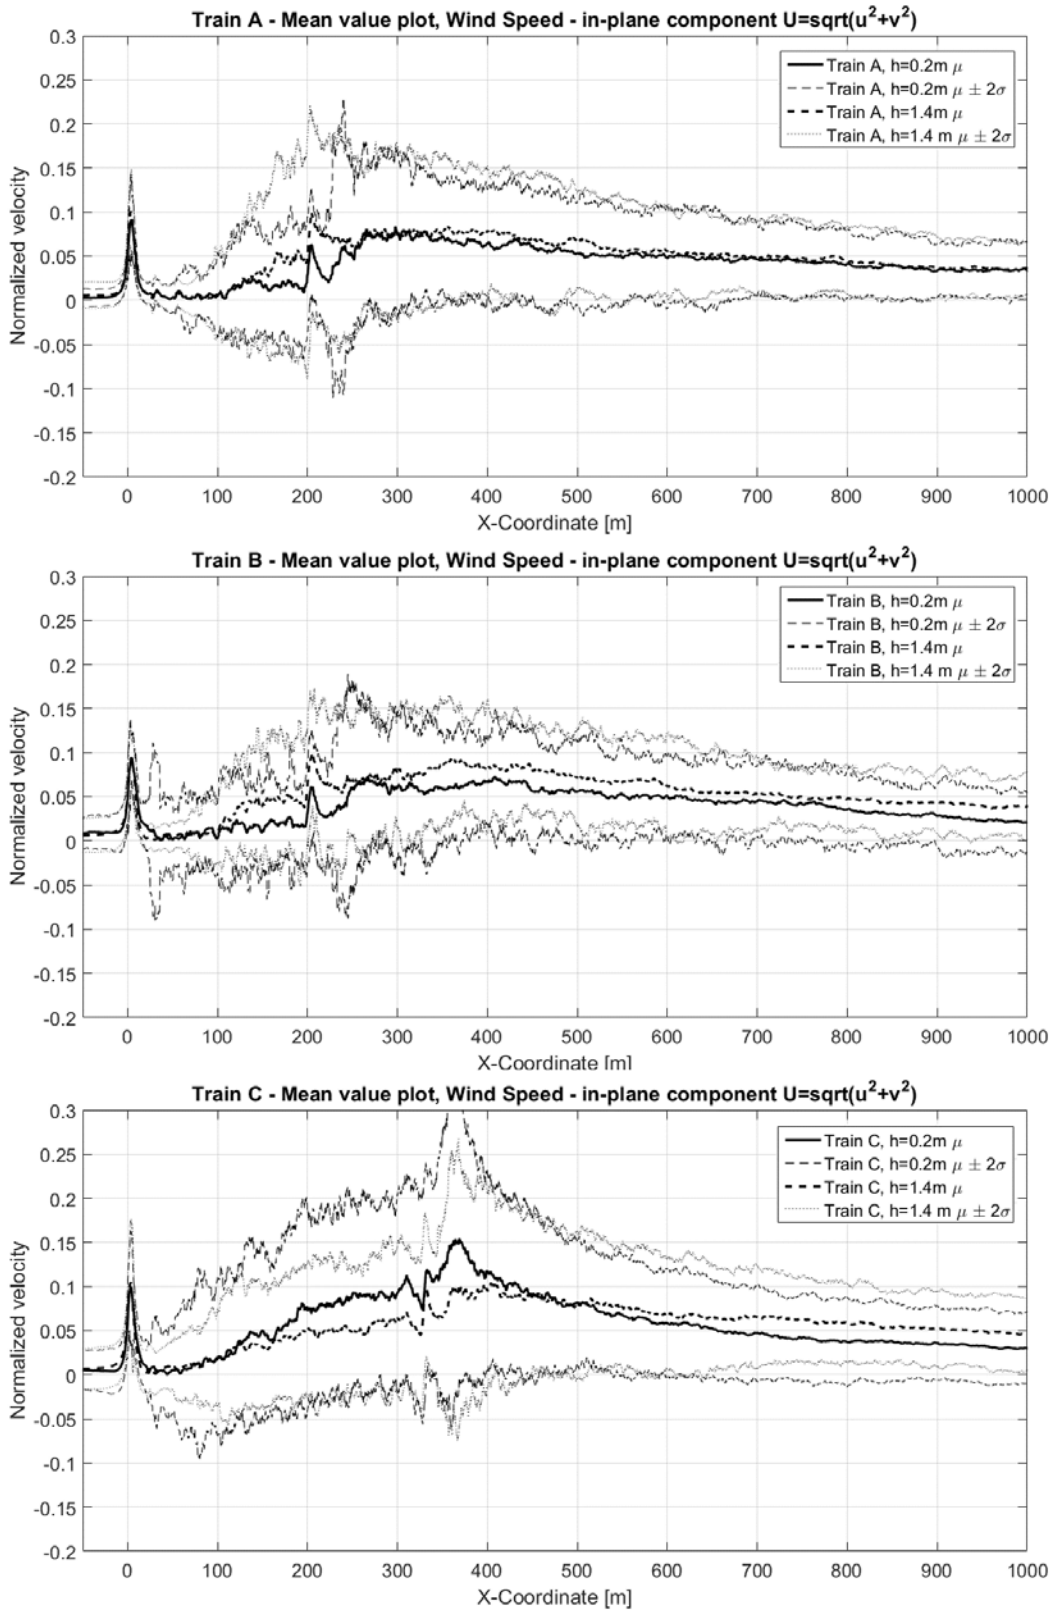 Train A - Mean value plot, Wind Speed - in-plane component U=sqrt(u²+v²)
0.3
0.25
0.2
0.15
0.1
0.05
0
-0.05
-0.1
-0.15
-0.2
Normalized velocity
Train A, h=0.2m μ
Train A, h=0.2m μ ± 2σ
Train A, h=1.4m μ
Train A, h=1.4 m μ ± 2σ
0 100 200 300 400 500 600 700 800 900 1000
X-Coordinate [m]
Train B - Mean value plot, Wind Speed - in-plane component U=sqrt(u²+v²)
0.3
0.25
0.2
0.15
0.1
0.05
0
-0.05
-0.1
-0.15
-0.2
Normalized velocity
Train B, h=0.2m μ
Train B, h=0.2m μ ± 2σ
Train B, h=1.4m μ
Train B, h=1.4 m μ ± 2σ
0 100 200 300 400 500 600 700 800 900 1000
X-Coordinate [m]
Train C - Mean value plot, Wind Speed - in-plane component U=sqrt(u²+v²)
0.3
0.25
0.2
0.15
0.1
0.05
0
-0.05
-0.1
-0.15
-0.2
Normalized velocity
Train C, h=0.2m μ
Train C, h=0.2m μ ± 2σ
Train C, h=1.4m μ
Train C, h=1.4 m μ ± 2σ
0 100 200 300 400 500 600 700 800 900 1000
X-Coordinate [m]